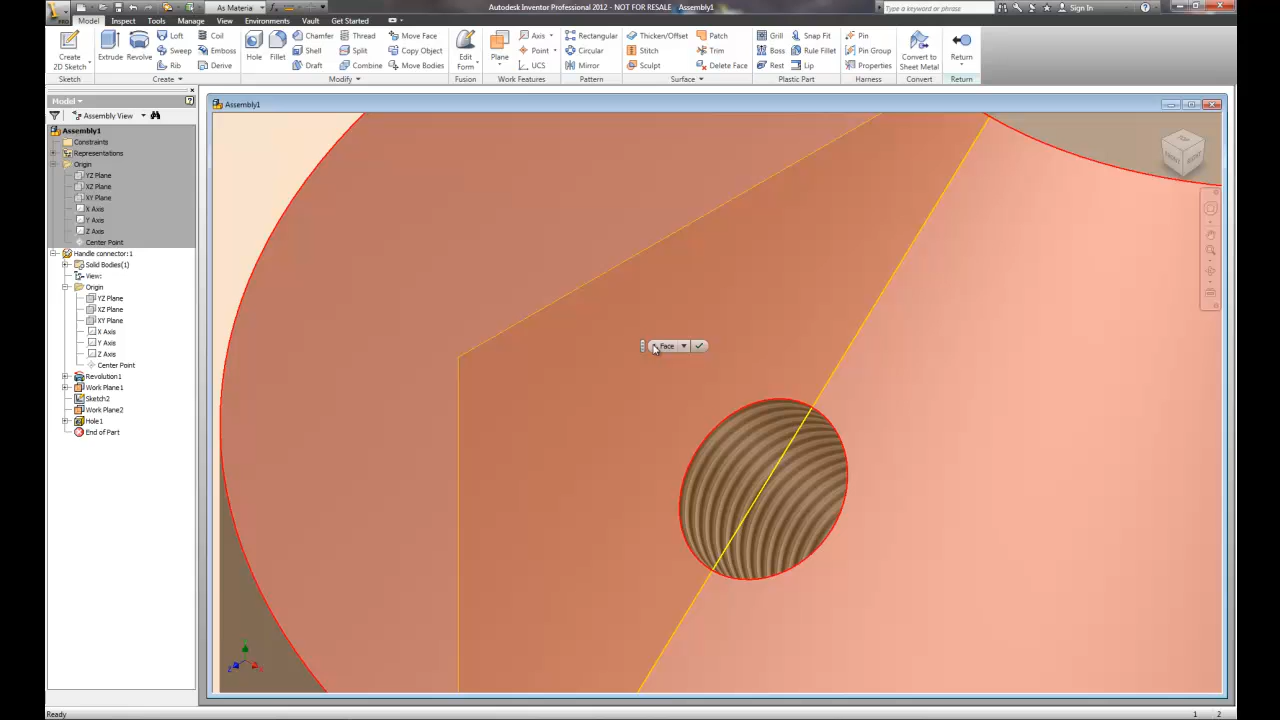 As Material
Autodesk Inventor Professional 2012 - NOT FOR RESALE Assembly1
Type a keyword or phrase
Sign In
PRO
Model Inspect Tools Manage View Environments Vault Get Started
Create 2D Sketch
Extrude
Revolve
Loft
Sweep
Rib
Coil
Emboss
Derive
Hole
Fillet
Chamfer
Shell
Draft
Thread
Split
Combine
Move Face
Copy Object
Move Bodies
Edit Form
Plane
Axis
Point
UCS
Rectangular
Circular
Mirror
Thicken/Offset
Stitch
Sculpt
Patch
Trim
Delete Face
Grill
Boss
Rest
Snap Fit
Rule Fillet
Lip
Pin
Pin Group
Properties
Convert to Sheet Metal
Return
Sketch Create Modify Fusion Work Features Pattern Surface Plastic Part Harness Convert Return
Model
Assembly View
Assembly1
Constraints
Representations
Origin
YZ Plane
XZ Plane
XY Plane
X Axis
Y Axis
Z Axis
Center Point
Handle connector:1
Solid Bodies(1)
View:
Origin
YZ Plane
XZ Plane
XY Plane
X Axis
Y Axis
Z Axis
Center Point
Revolution1
Work Plane1
Sketch2
Work Plane2
Hole1
End of Part
Assembly1
Face
Ready
1 2